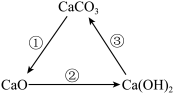 CaCO₃
① ③
②
CaO Ca(OH)₂